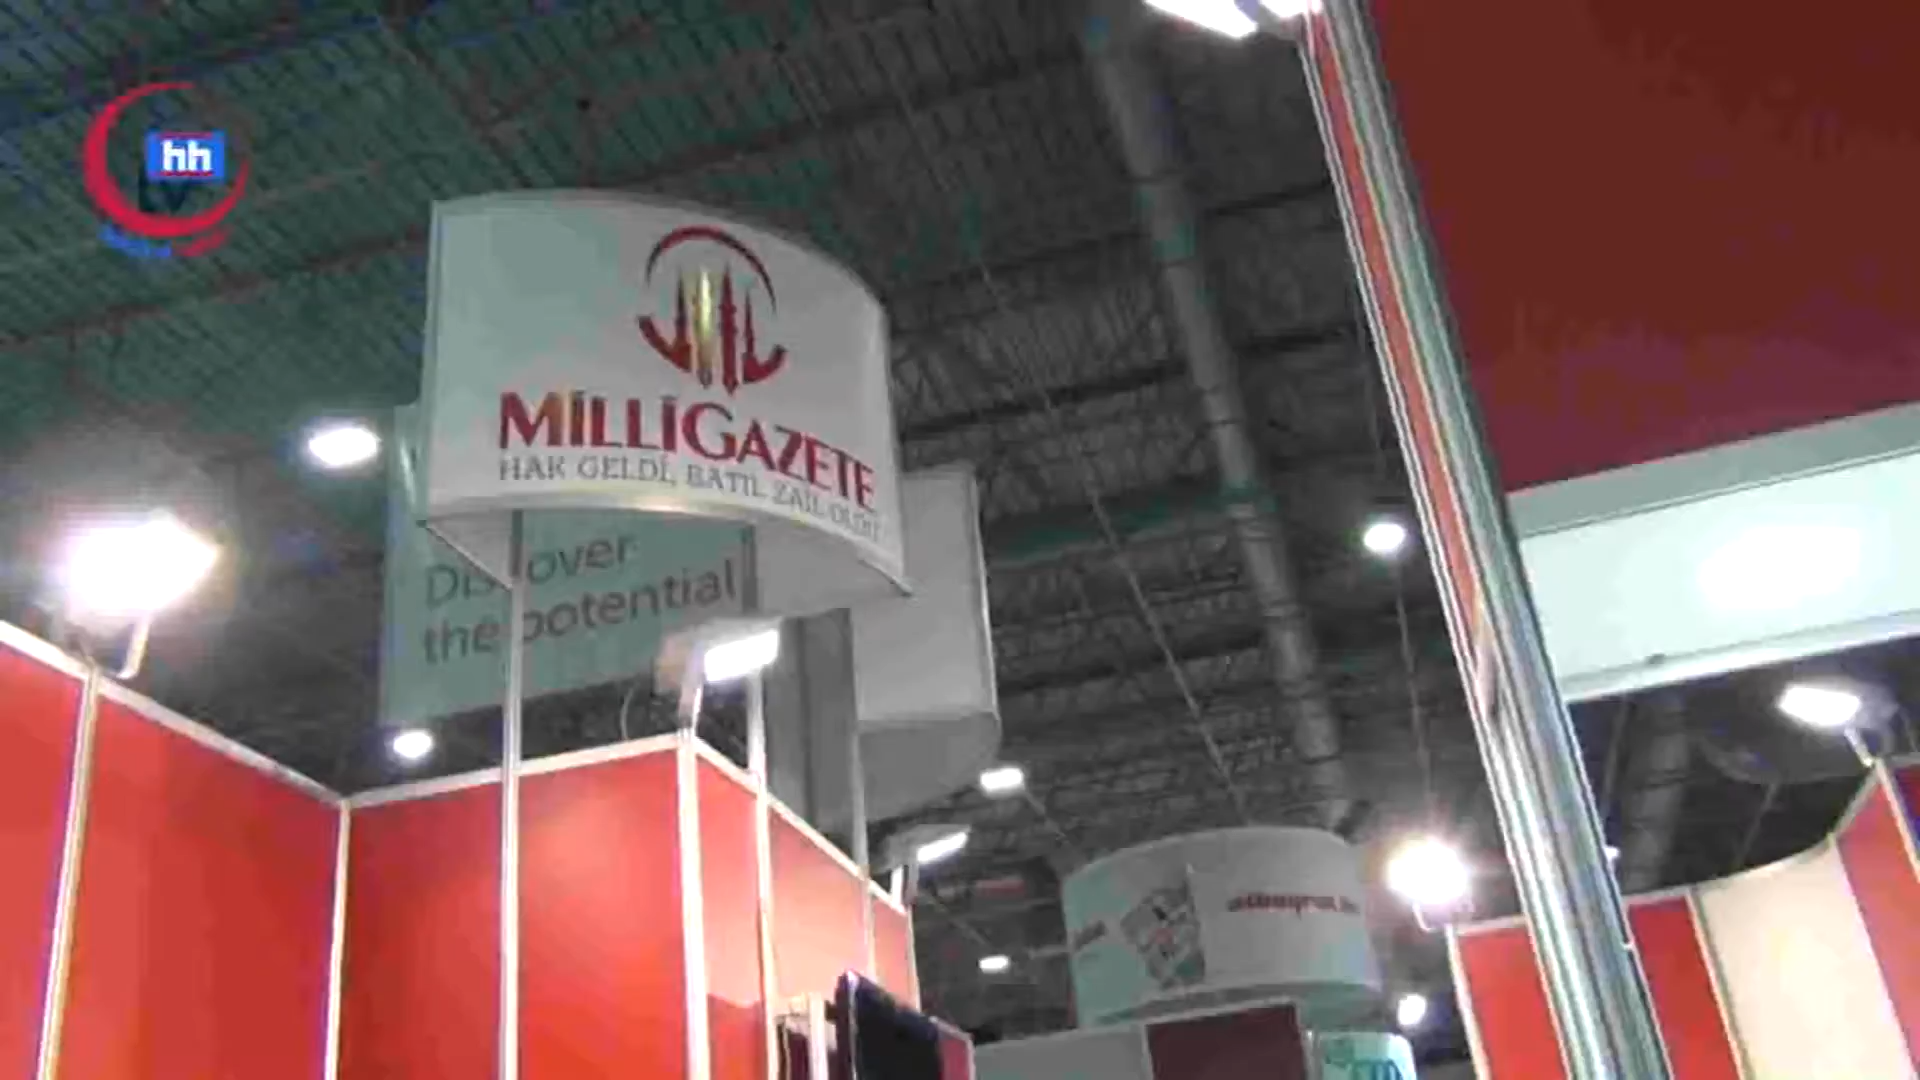 hh
MİLLİGAZETE
HAK GELDİ, BATIL ZAİL OLDU
Discover
the potential